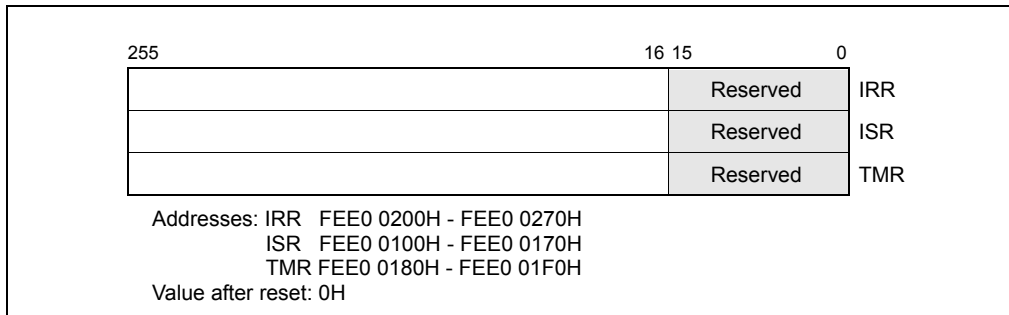 255 16 15 0
Reserved IRR
Reserved ISR
Reserved TMR
Addresses: IRR FEE0 0200H - FEE0 0270H
ISR FEE0 0100H - FEE0 0170H
TMR FEE0 0180H - FEE0 01F0H
Value after reset: 0H